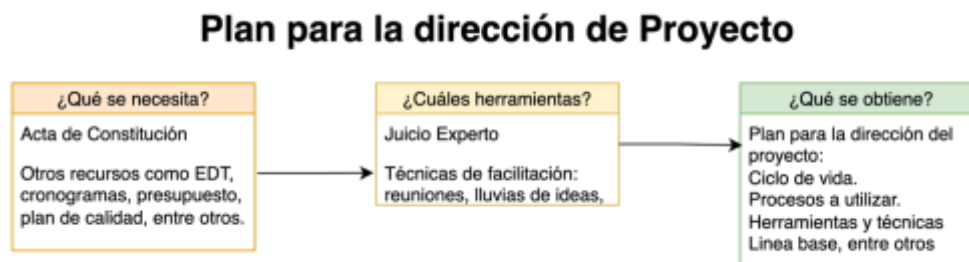 Plan para la dirección de Proyecto
¿Qué se necesita?
Acta de Constitución
Otros recursos como EDT,
cronogramas, presupuesto,
plan de calidad, entre otros.
¿Cuáles herramientas?
Juicio Experto
Técnicas de facilitación:
reuniones, lluvias de ideas,
¿Qué se obtiene?
Plan para la dirección del
proyecto:
Ciclo de vida.
Procesos a utilizar.
Herramientas y técnicas
Linea base, entre otros